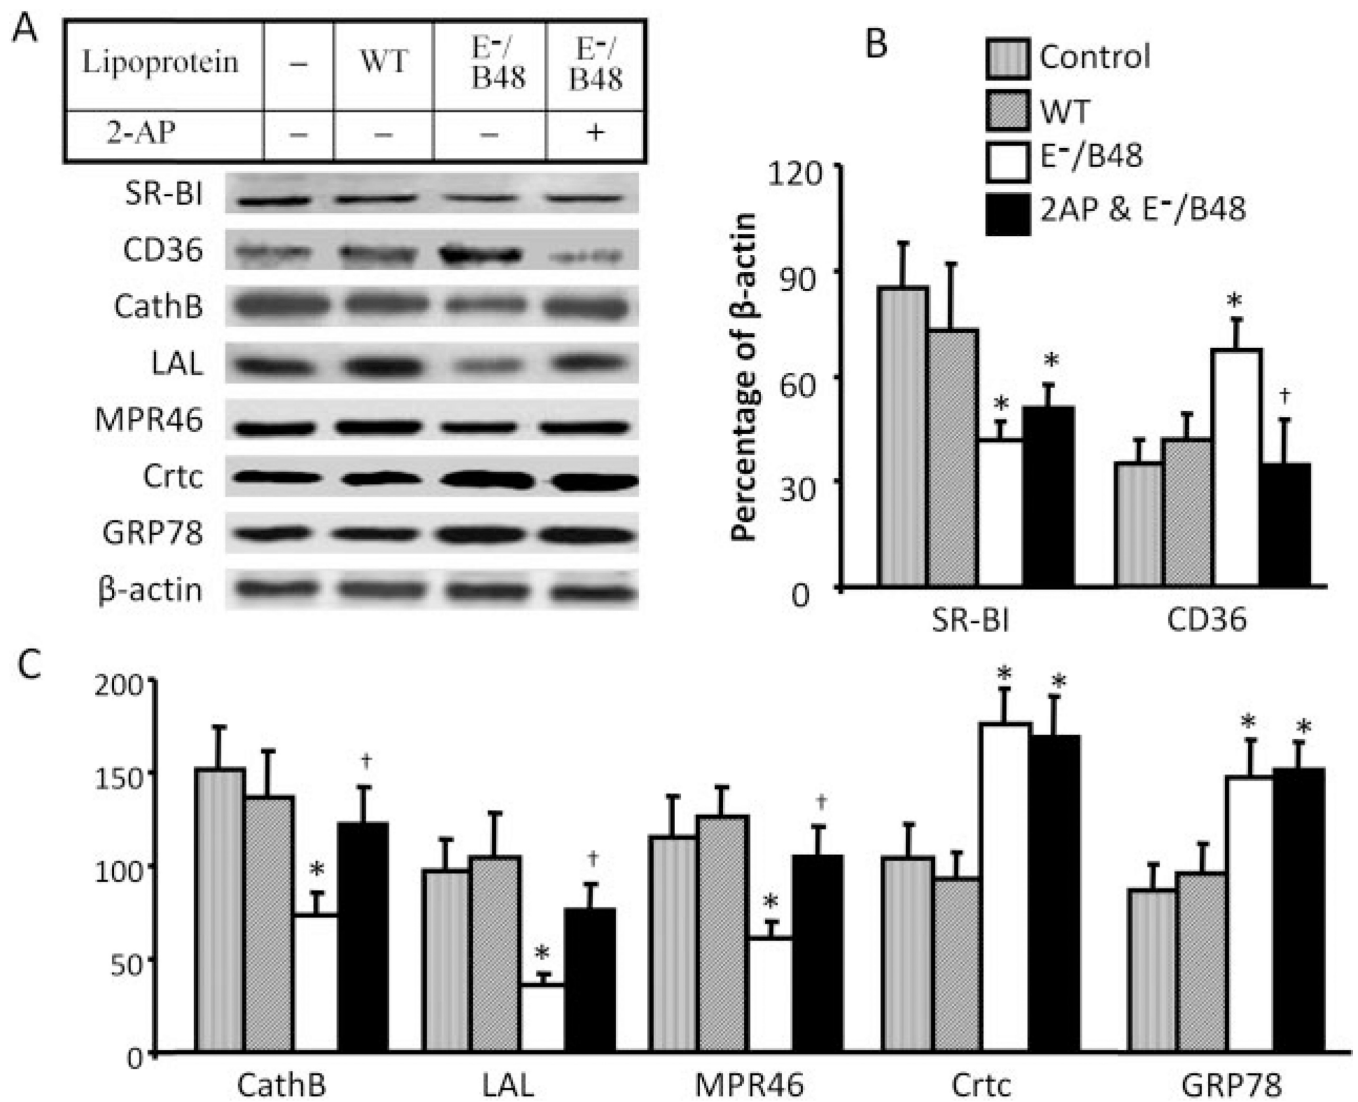 A
Lipoprotein – WT E⁻/ B48 E⁻/ B48
2-AP – – – +
SR-BI
CD36
CathB
LAL
MPR46
Crtc
GRP78
β-actin
B
Control
WT
E⁻/B48
2AP & E⁻/B48
Percentage of β-actin
120
90
60
30
0
* * * †
SR-BI CD36
C
200
150
100
50
0
* † * † * † * * * *
CathB LAL MPR46 Crtc GRP78